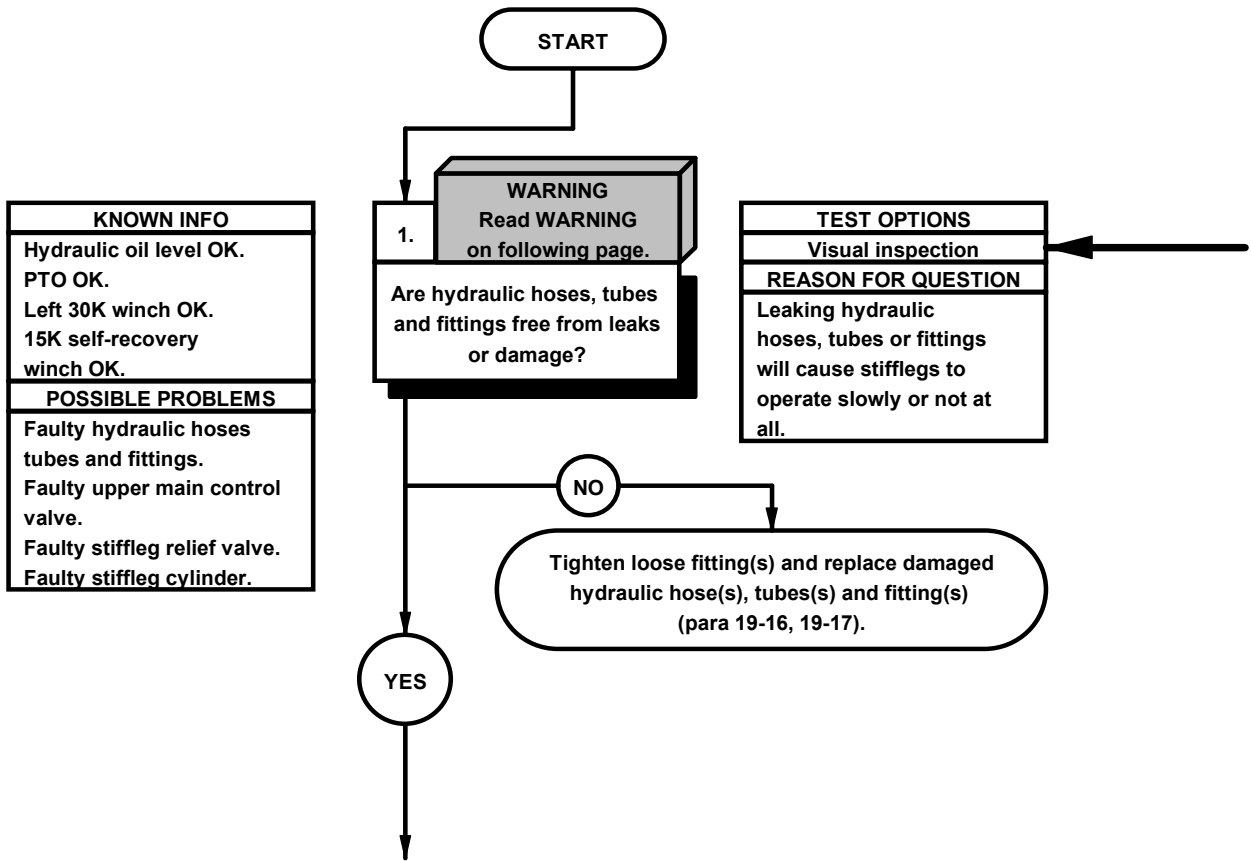 START
KNOWN INFO
Hydraulic oil level OK.
PTO OK.
Left 30K winch OK.
15K self-recovery
winch OK.
POSSIBLE PROBLEMS
Faulty hydraulic hoses
tubes and fittings.
Faulty upper main control
valve.
Faulty stiffleg relief valve.
Faulty stiffleg cylinder.
1.
WARNING
Read WARNING
on following page.
Are hydraulic hoses, tubes
and fittings free from leaks
or damage?
TEST OPTIONS
Visual inspection
REASON FOR QUESTION
Leaking hydraulic
hoses, tubes or fittings
will cause stifflegs to
operate slowly or not at
all.
NO
Tighten loose fitting(s) and replace damaged
hydraulic hose(s), tubes(s) and fitting(s)
(para 19-16, 19-17).
YES